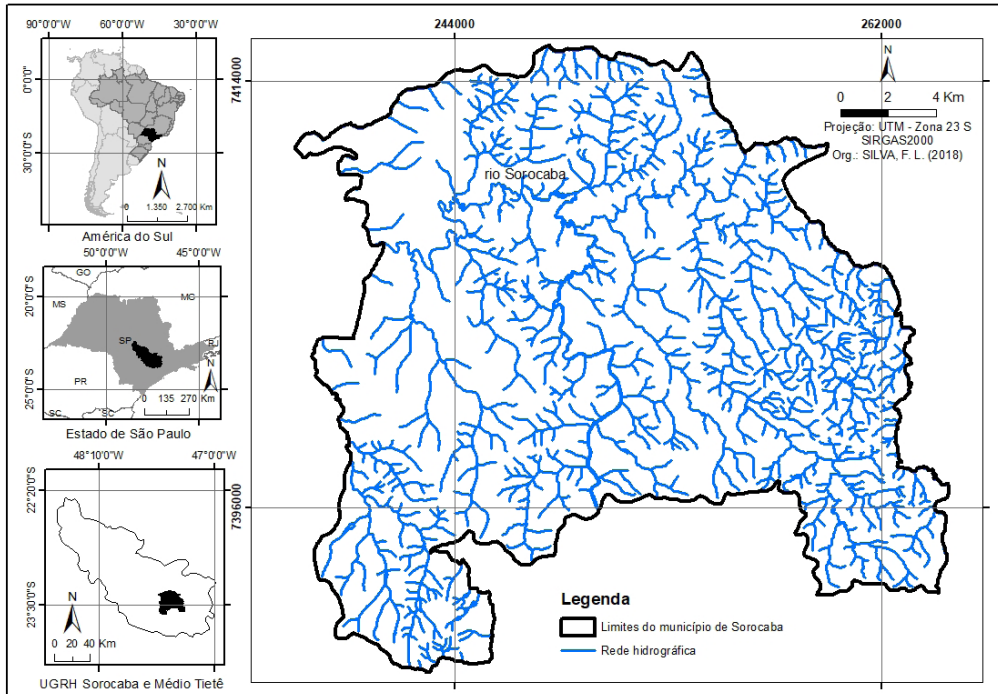 90°0'0"W 60°0'0"W 30°0'0"W
0°0'0"
30°0'0"S
N
0 1.350 2.700 Km
América do Sul
50°0'0"W 45°0'0"W
20°0'0"S
25°0'0"S
GO
MS
MG
SP
RJ
PR
SC
SC
N
0 135 270 Km
Estado de São Paulo
48°10'0"W 47°0'0"W
22°20'0"S
23°30'0"S
N
0 20 40 Km
UGRH Sorocaba e Médio Tietê
244000 262000
7414000
7396000
N
0 2 4 Km
Projeção: UTM - Zona 23 S
SIRGAS2000
Org.: SILVA, F. L. (2018)
rio Sorocaba
Legenda
Limites do município de Sorocaba
Rede hidrográfica